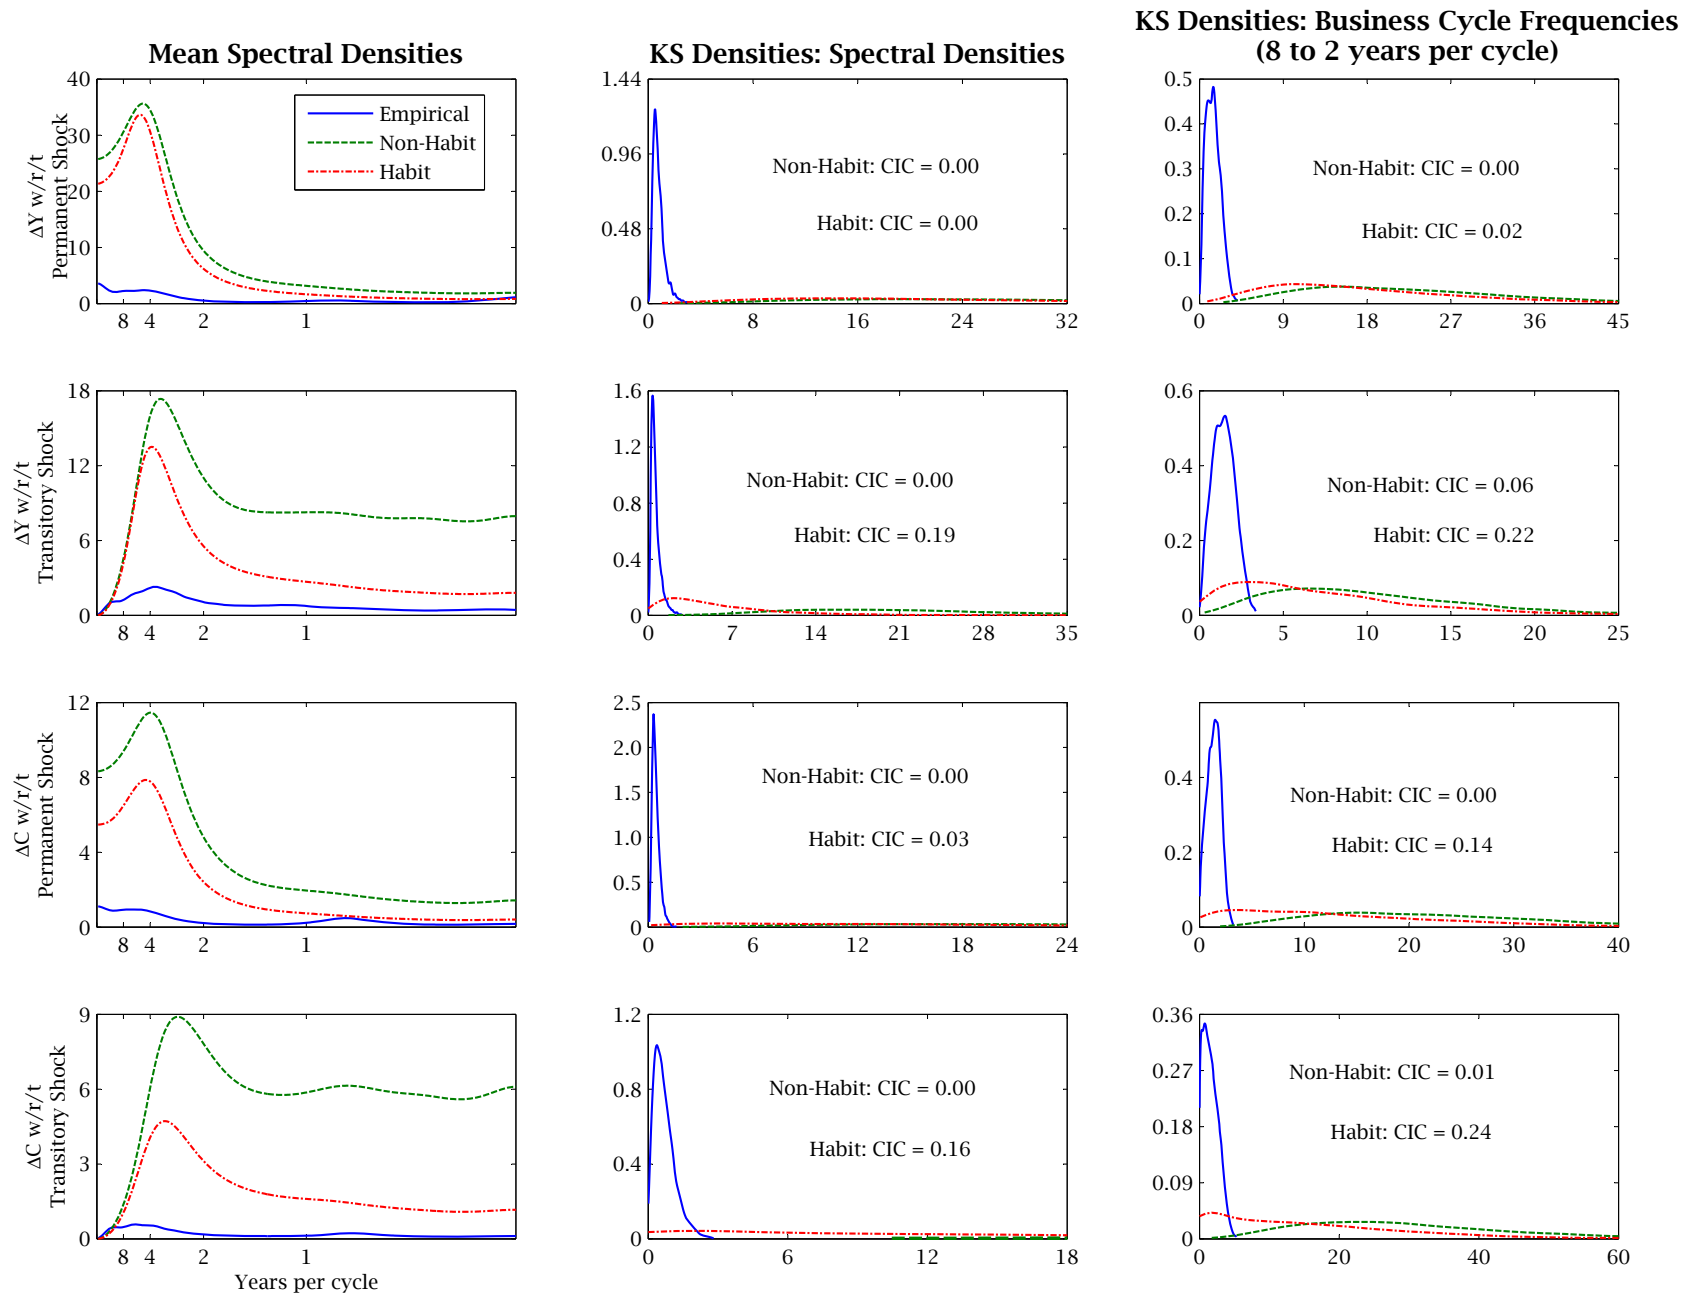 Mean Spectral Densities
KS Densities: Spectral Densities
KS Densities: Business Cycle Frequencies
(8 to 2 years per cycle)
ΔY w/r/t
Permanent Shock
40
30
20
10
0
8 4 2 1
Empirical
Non-Habit
Habit
1.44
0.96
0.48
0
0 8 16 24 32
Non-Habit: CIC = 0.00
Habit: CIC = 0.00
0.5
0.4
0.3
0.2
0.1
0
0 9 18 27 36 45
Non-Habit: CIC = 0.00
Habit: CIC = 0.02
ΔY w/r/t
Transitory Shock
18
12
6
0
8 4 2 1
1.6
1.2
0.8
0.4
0
0 7 14 21 28 35
Non-Habit: CIC = 0.00
Habit: CIC = 0.19
0.6
0.4
0.2
0
0 5 10 15 20 25
Non-Habit: CIC = 0.06
Habit: CIC = 0.22
ΔC w/r/t
Permanent Shock
12
8
4
0
8 4 2 1
2.5
2.0
1.5
1.0
0.5
0
0 6 12 18 24
Non-Habit: CIC = 0.00
Habit: CIC = 0.03
0.4
0.2
0
0 10 20 30 40
Non-Habit: CIC = 0.00
Habit: CIC = 0.14
ΔC w/r/t
Transitory Shock
9
6
3
0
8 4 2 1
Years per cycle
1.2
0.8
0.4
0
0 6 12 18
Non-Habit: CIC = 0.00
Habit: CIC = 0.16
0.36
0.27
0.18
0.09
0
0 10 20 30 40 50 60
Non-Habit: CIC = 0.01
Habit: CIC = 0.24